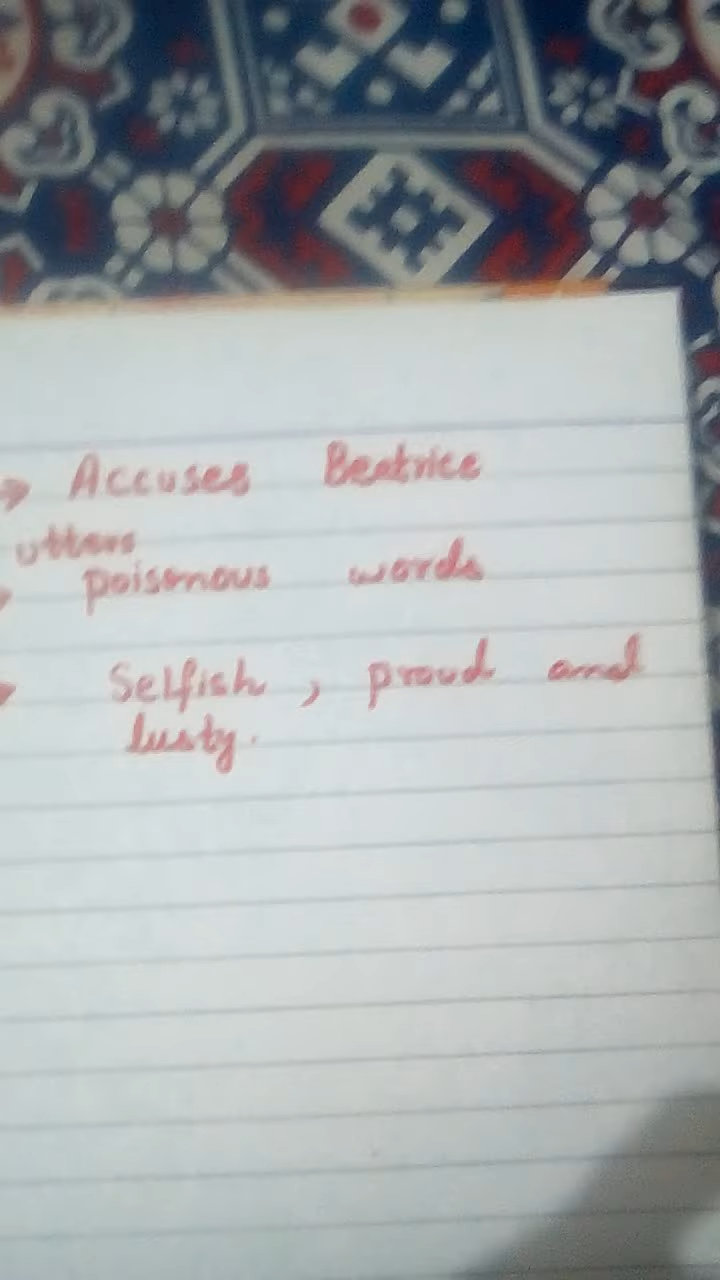 → Accuses Beatrice
utters
→ poisonous words
→ Selfish, proud and
lusty.